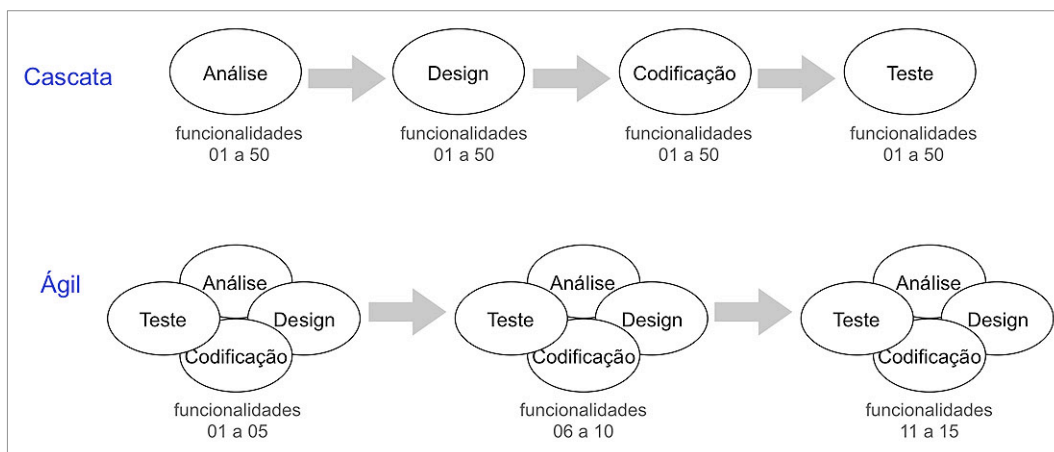 Cascata
Análise
Design
Codificação
Teste
funcionalidades
01 a 50
funcionalidades
01 a 50
funcionalidades
01 a 50
funcionalidades
01 a 50
Ágil
Análise
Teste
Design
Codificação
funcionalidades
01 a 05
Análise
Teste
Design
Codificação
funcionalidades
06 a 10
Análise
Teste
Design
Codificação
funcionalidades
11 a 15